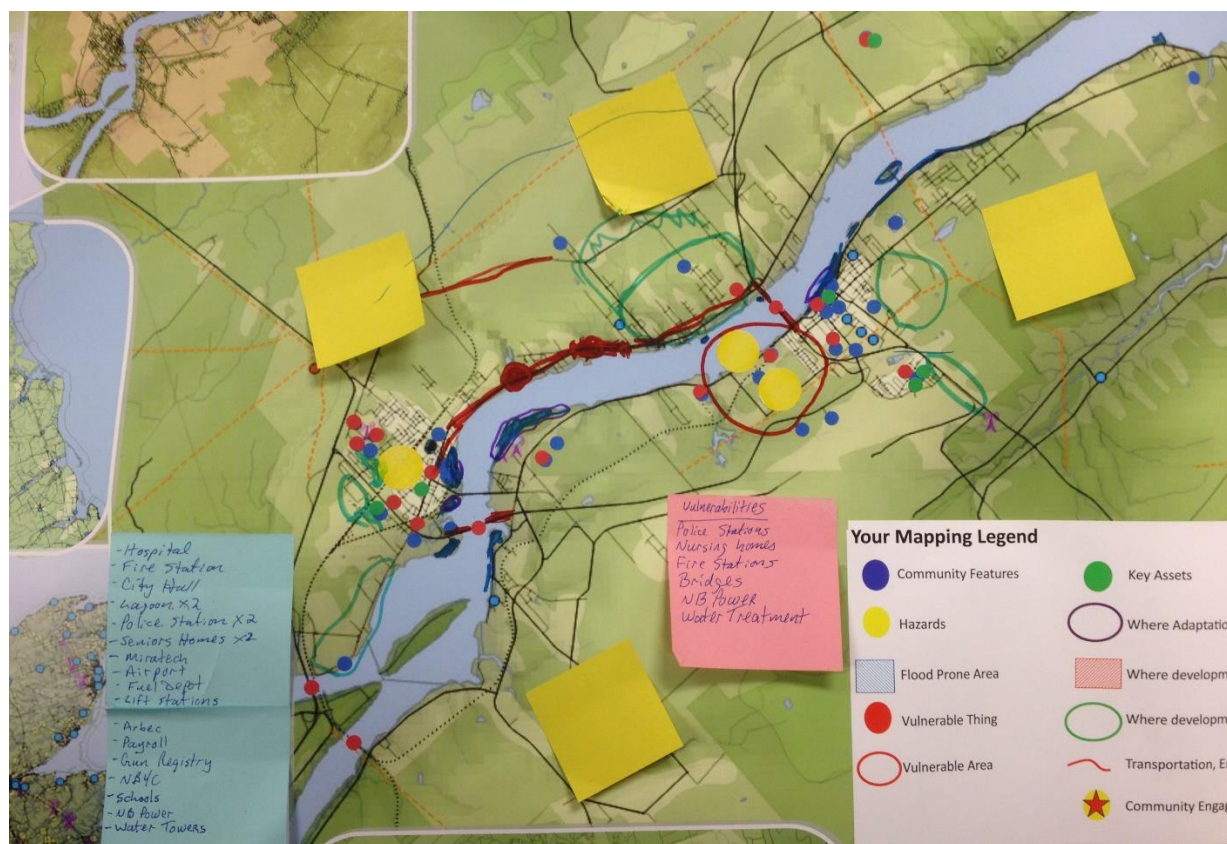 - Hospital
- Fire Station
- City Hall
- Lagoon x2
- Police Station x2
- Seniors Homes x2
- Miratech
- Airport
- Fuel Depot
- Lift stations
- Arbec
- Payroll
- Gun Registry
- NBYC
- Schools
- NB Power
- Water Towers
Vulnerabilities
Police Stations
Nursing homes
Fire Stations
Bridges
NB Power
Water Treatment
Your Mapping Legend
Community Features
Key Assets
Hazards
Where Adaptatio
Flood Prone Area
Where developm
Vulnerable Thing
Where developm
Vulnerable Area
Transportation, E
Community Engag